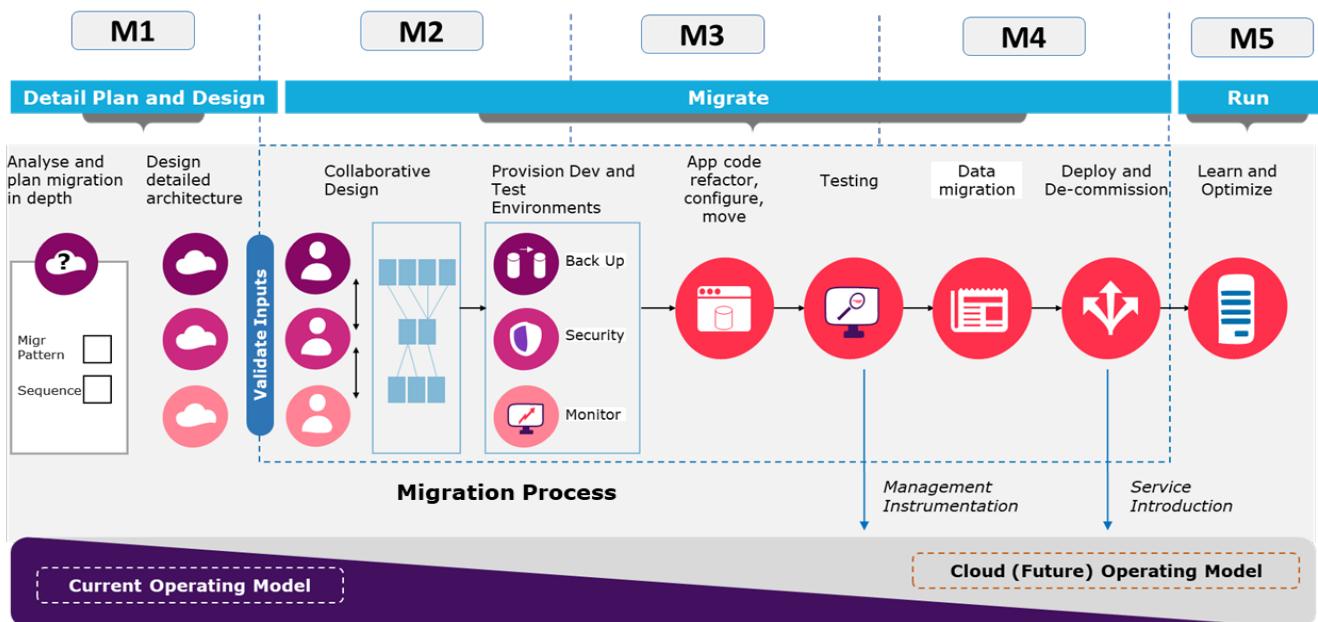 M1
M2
M3
M4
M5
Detail Plan and Design
Migrate
Run
Analyse and
plan migration
in depth
Design
detailed
architecture
Collaborative
Design
Provision Dev and
Test
Environments
App code
refactor,
configure,
move
Testing
Data
migration
Deploy and
De-commission
Learn and
Optimize
?
Migr
Pattern
Sequence
Validate Inputs
Back Up
Security
Monitor
Migration Process
Management
Instrumentation
Service
Introduction
Current Operating Model
Cloud (Future) Operating Model